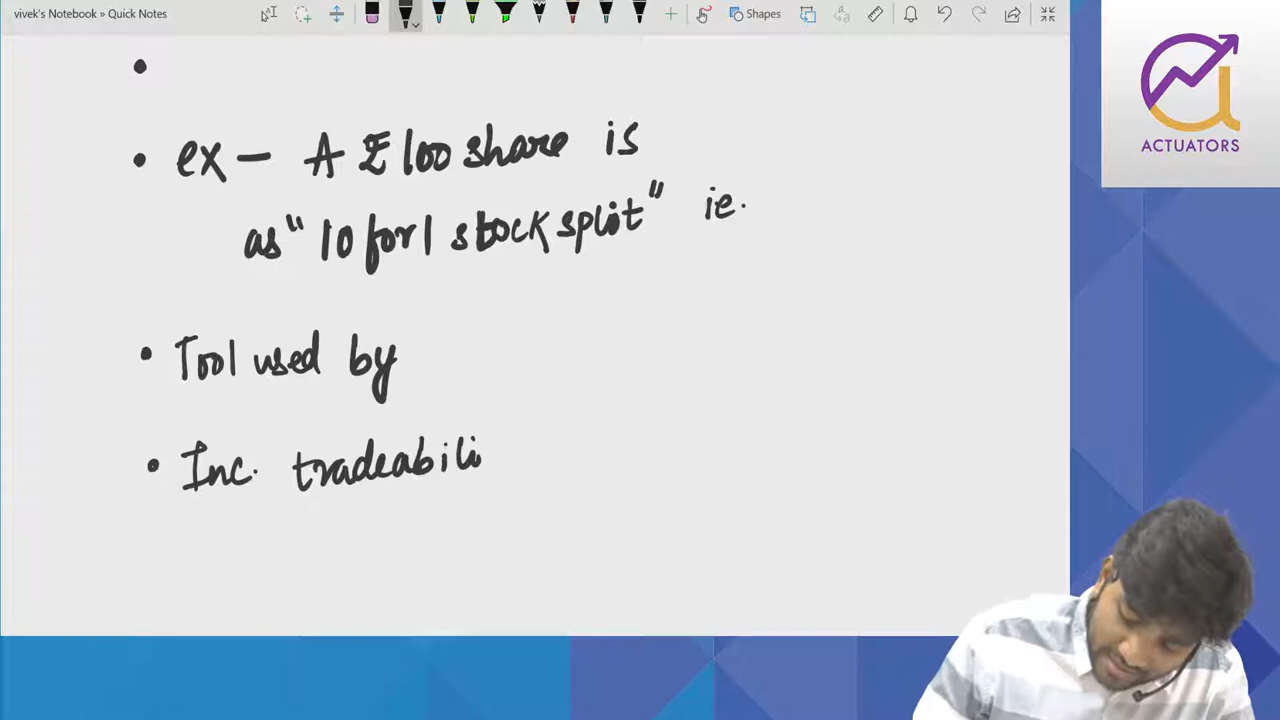 vivek's Notebook » Quick Notes
Shapes
ACTUATORS
• ex – A £100 share is
as "10 for 1 stock split" ie.
• Tool used by
• Inc. tradeabili